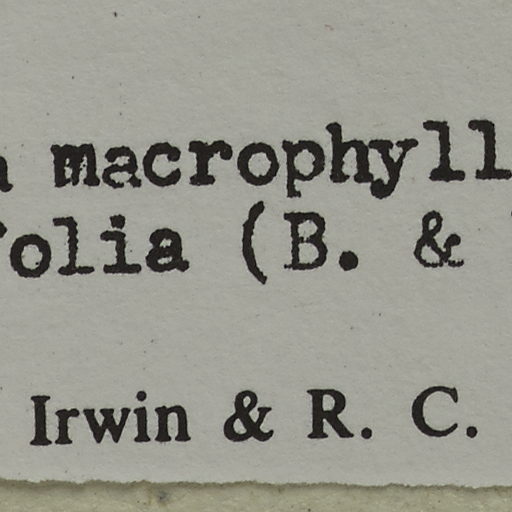 a macrophyll
folia (B. &
Irwin & R. C.